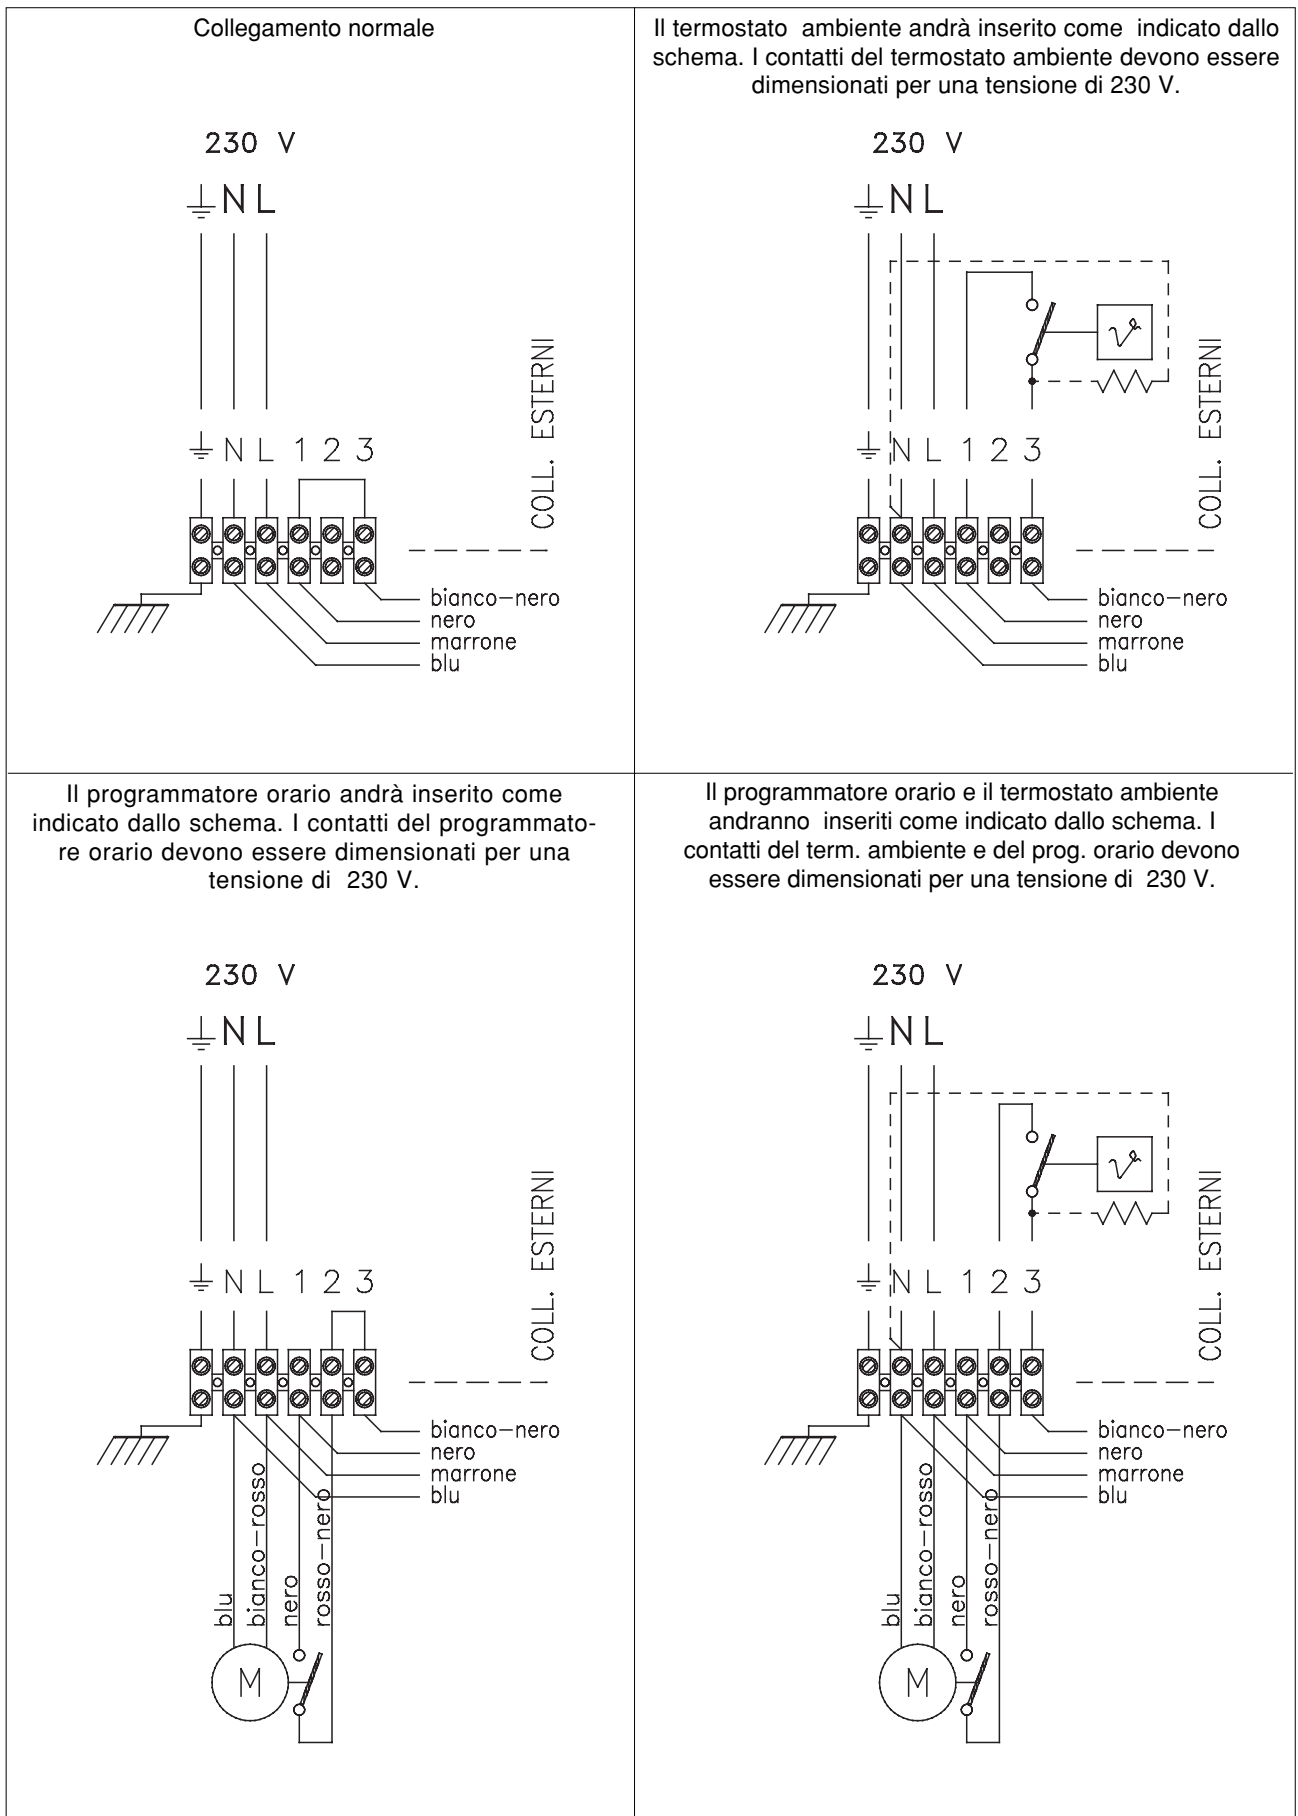 Collegamento normale
230 V
N L
N L 1 2 3
COLL. ESTERNI
bianco-nero
nero
marrone
blu
Il termostato ambiente andrà inserito come indicato dallo
schema. I contatti del termostato ambiente devono essere
dimensionati per una tensione di 230 V.
230 V
N L
N L 1 2 3
COLL. ESTERNI
bianco-nero
nero
marrone
blu
Il programmatore orario andrà inserito come
indicato dallo schema. I contatti del programmato-
re orario devono essere dimensionati per una
tensione di 230 V.
230 V
N L
N L 1 2 3
COLL. ESTERNI
bianco-nero
nero
marrone
blu
blu
bianco-rosso
nero
rosso-nero
M
Il programmatore orario e il termostato ambiente
andranno inseriti come indicato dallo schema. I
contatti del term. ambiente e del prog. orario devono
essere dimensionati per una tensione di 230 V.
230 V
N L
N L 1 2 3
COLL. ESTERNI
bianco-nero
nero
marrone
blu
blu
bianco-rosso
nero
rosso-nero
M